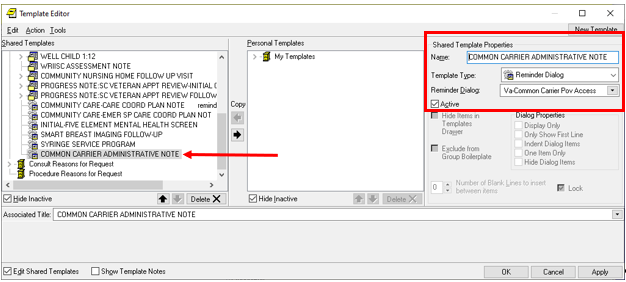 Template Editor
Edit Action Tools
New Template
Shared Templates
WELL CHILD 1:12
WRIISC ASSESSMENT NOTE
COMMUNITY NURSING HOME FOLLOW UP VISIT
PROGRESS NOTE:SC VETERAN APPT REVIEW-INITIAL (
PROGRESS NOTE:SC VETERAN APPT REVIEW FOLLOW
COMMUNITY CARE-CARE COORD PLAN NOTE remind
COMMUNITY CARE-EMER SP CARE COORD PLAN NOT
INITIAL-FIVE ELEMENT MENTAL HEALTH SCREEN
SMART BREAST IMAGING FOLLOW-UP
SYRINGE SERVICE PROGRAM
COMMON CARRIER ADMINISTRATIVE NOTE
Consult Reasons for Request
Procedure Reasons for Request
Hide Inactive
Delete
Copy
Personal Templates
My Templates
Hide Inactive
Delete
Shared Template Properties
Name: COMMON CARRIER ADMINISTRATIVE NOTE
Template Type: Reminder Dialog
Reminder Dialog: Va-Common Carrier Pov Access
Active
Hide Items in
Templates
Drawer
Exclude from
Group Boilerplate
Dialog Properties
Display Only
Only Show First Line
Indent Dialog Items
One Item Only
Hide Dialog Items
0 Number of Blank Lines to insert
between items
Lock
Associated Title: COMMON CARRIER ADMINISTRATIVE NOTE
Edit Shared Templates Show Template Notes
OK Cancel Apply